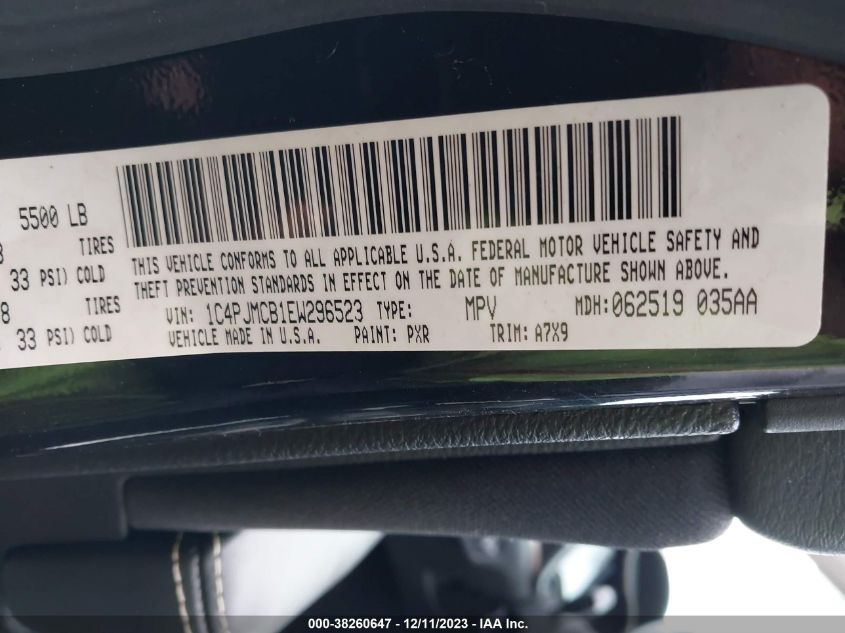 5500 LB
TIRES
33 PSI) COLD
8 TIRES
33 PSI) COLD
THIS VEHICLE CONFORMS TO ALL APPLICABLE U.S.A. FEDERAL MOTOR VEHICLE SAFETY AND
THEFT PREVENTION STANDARDS IN EFFECT ON THE DATE OF MANUFACTURE SHOWN ABOVE.
VIN: 1C4PJMCB1EW296523 TYPE: MPV MDH: 062519 035AA
VEHICLE MADE IN U.S.A. PAINT: PXR TRIM: A7X9
000-38260647 - 12/11/2023 - IAA Inc.